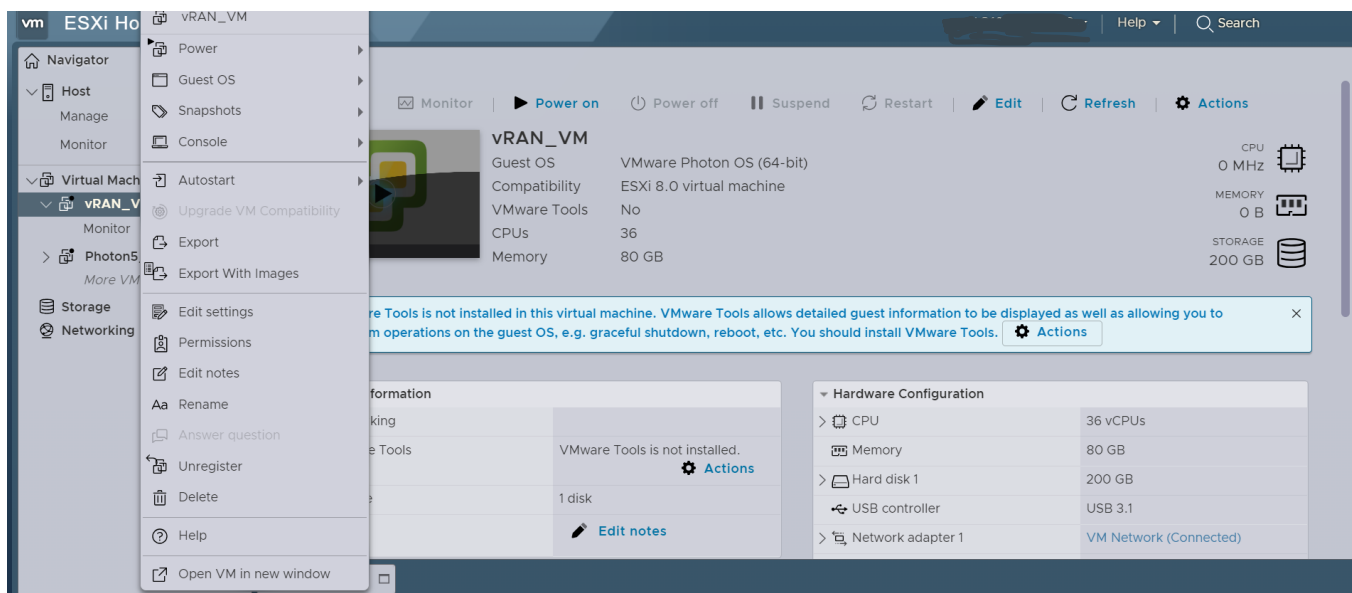 vm ESXi Ho
Help
Search
vRAN_VM
Power
Guest OS
Snapshots
Console
Autostart
Upgrade VM Compatibility
Export
Export With Images
Edit settings
Permissions
Edit notes
Rename
Answer question
Unregister
Delete
Help
Open VM in new window
Navigator
Host
Manage
Monitor
Virtual Mach
vRAN_V
Monitor
Photon5
More VM
Storage
Networking
Monitor Power on Power off Suspend Restart Edit Refresh Actions
vRAN_VM
Guest OS VMware Photon OS (64-bit)
Compatibility ESXi 8.0 virtual machine
VMware Tools No
CPUs 36
Memory 80 GB
CPU
0 MHz
MEMORY
0 B
STORAGE
200 GB
re Tools is not installed in this virtual machine. VMware Tools allows detailed guest information to be displayed as well as allowing you to
m operations on the guest OS, e.g. graceful shutdown, reboot, etc. You should install VMware Tools. Actions
formation
king
e Tools VMware Tools is not installed.
Actions
e 1 disk
Edit notes
Hardware Configuration
CPU 36 vCPUs
Memory 80 GB
Hard disk 1 200 GB
USB controller USB 3.1
Network adapter 1 VM Network (Connected)